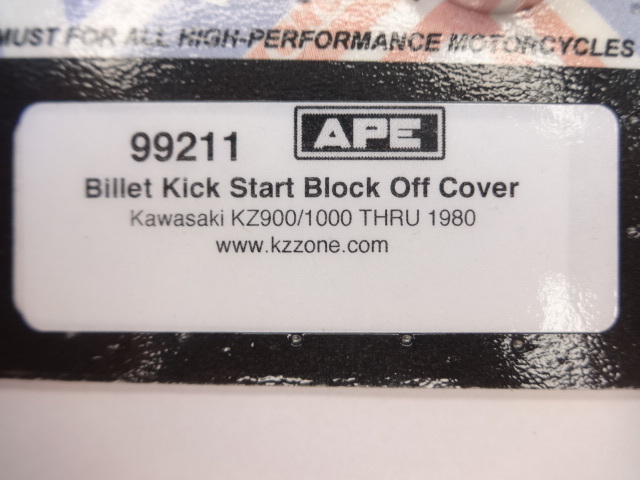 MUST FOR ALL HIGH-PERFORMANCE MOTORCYCLES
99211 APE
Billet Kick Start Block Off Cover
Kawasaki KZ900/1000 THRU 1980
www.kzzone.com